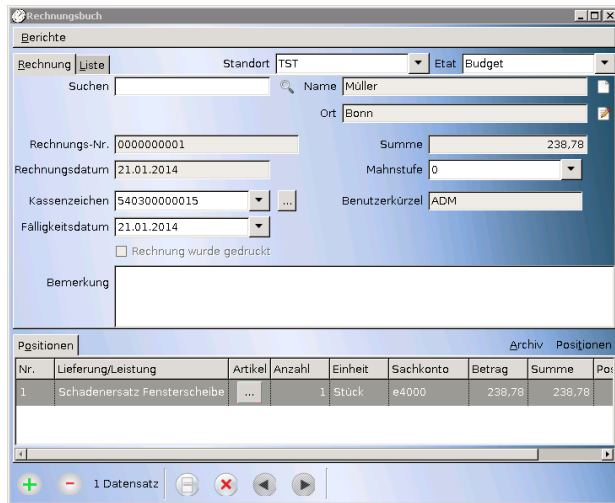 Rechnungsbuch
Berichte
Rechnung Liste Standort TST Etat Budget
Suchen Name Müller
Ort Bonn
Rechnungs-Nr. 0000000001 Summe 238,78
Rechnungsdatum 21.01.2014 Mahnstufe 0
Kassenzeichen 540300000015 ... Benutzerkürzel ADM
Fälligkeitsdatum 21.01.2014
Rechnung wurde gedruckt
Bemerkung
Positionen Archiv Positionen
Nr. Lieferung/Leistung Artikel Anzahl Einheit Sachkonto Betrag Summe Pos
1 Schadenersatz Fensterscheibe ... 1 Stück e4000 238,78 238,78
1 Datensatz